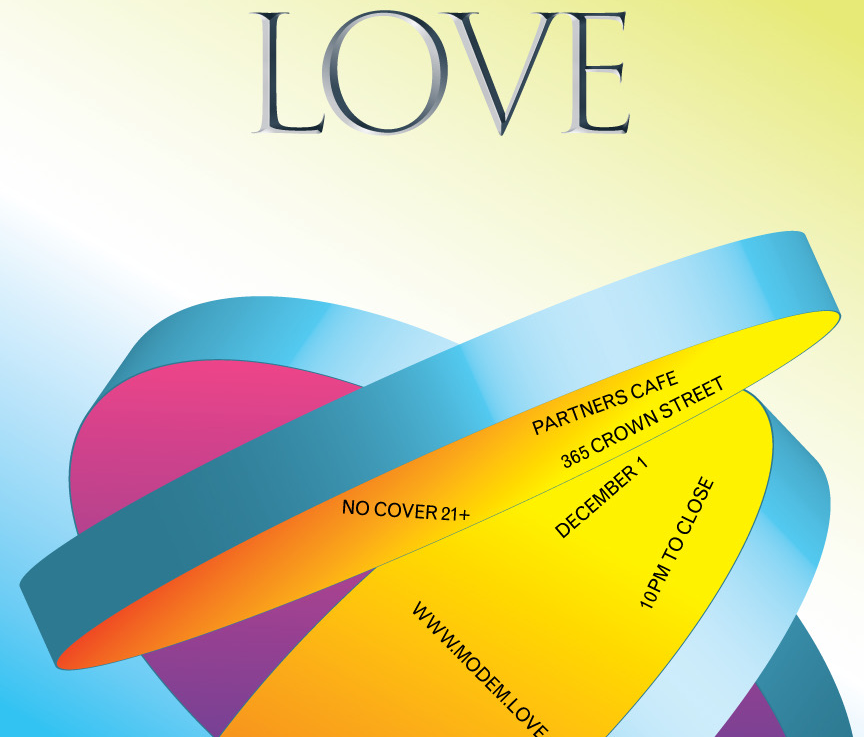 LOVE
PARTNERS CAFE
365 CROWN STREET
DECEMBER 1
10PM TO CLOSE
NO COVER 21+
WWW.MODEM.LOVE